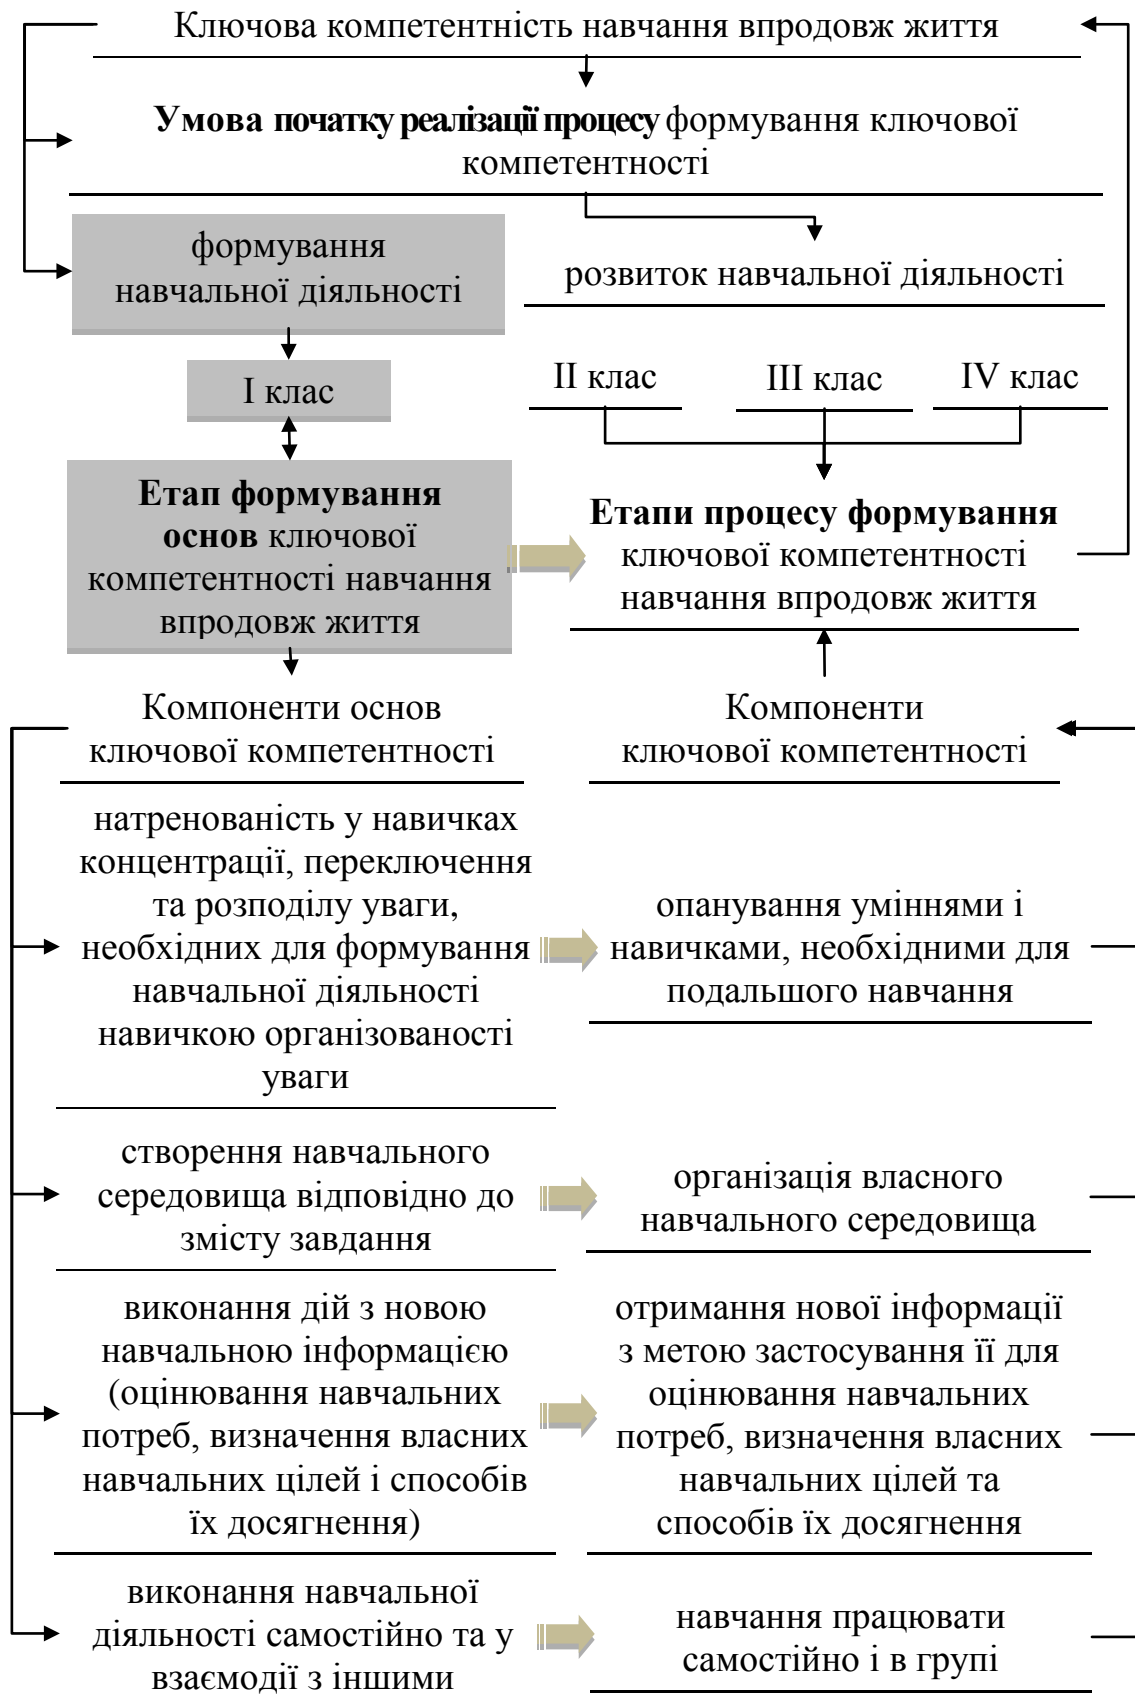 Ключова компетентність навчання впродовж життя
Умова початку реалізації процесу формування ключової
компетентності
формування
навчальної діяльності
розвиток навчальної діяльності
І клас
ІІ клас
ІІІ клас
ІV клас
Етап формування
основ ключової
компетентності навчання
впродовж життя
Етапи процесу формування
ключової компетентності
навчання впродовж життя
Компоненти основ
ключової компетентності
Компоненти
ключової компетентності
натренованість у навичках
концентрації, переключення
та розподілу уваги,
необхідних для формування
навчальної діяльності
навичкою організованості
уваги
опанування уміннями і
навичками, необхідними для
подальшого навчання
створення навчального
середовища відповідно до
змісту завдання
організація власного
навчального середовища
виконання дій з новою
навчальною інформацією
(оцінювання навчальних
потреб, визначення власних
навчальних цілей і способів
їх досягнення)
отримання нової інформації
з метою застосування її для
оцінювання навчальних
потреб, визначення власних
навчальних цілей та
способів їх досягнення
виконання навчальної
діяльності самостійно та у
взаємодії з іншими
навчання працювати
самостійно і в групі